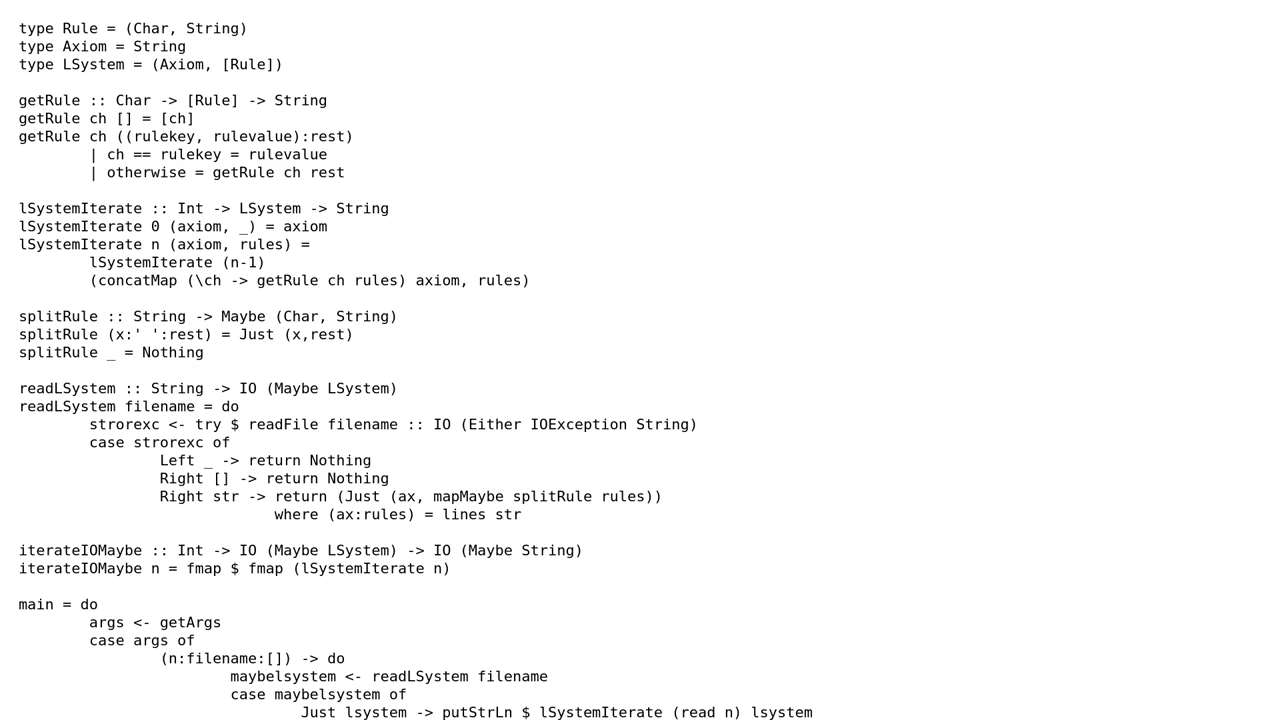 type Rule = (Char, String)
type Axiom = String
type LSystem = (Axiom, [Rule])

getRule :: Char -> [Rule] -> String
getRule ch [] = [ch]
getRule ch ((rulekey, rulevalue):rest)
        | ch == rulekey = rulevalue
        | otherwise = getRule ch rest

lSystemIterate :: Int -> LSystem -> String
lSystemIterate 0 (axiom, _) = axiom
lSystemIterate n (axiom, rules) =
        lSystemIterate (n-1)
        (concatMap (\ch -> getRule ch rules) axiom, rules)

splitRule :: String -> Maybe (Char, String)
splitRule (x:' ':rest) = Just (x,rest)
splitRule _ = Nothing

readLSystem :: String -> IO (Maybe LSystem)
readLSystem filename = do
        strorexc <- try $ readFile filename :: IO (Either IOException String)
        case strorexc of
                Left _ -> return Nothing
                Right [] -> return Nothing
                Right str -> return (Just (ax, mapMaybe splitRule rules))
                             where (ax:rules) = lines str

iterateIOMaybe :: Int -> IO (Maybe LSystem) -> IO (Maybe String)
iterateIOMaybe n = fmap $ fmap (lSystemIterate n)

main = do
        args <- getArgs
        case args of
                (n:filename:[]) -> do
                        maybelsystem <- readLSystem filename
                        case maybelsystem of
                                Just lsystem -> putStrLn $ lSystemIterate (read n) lsystem